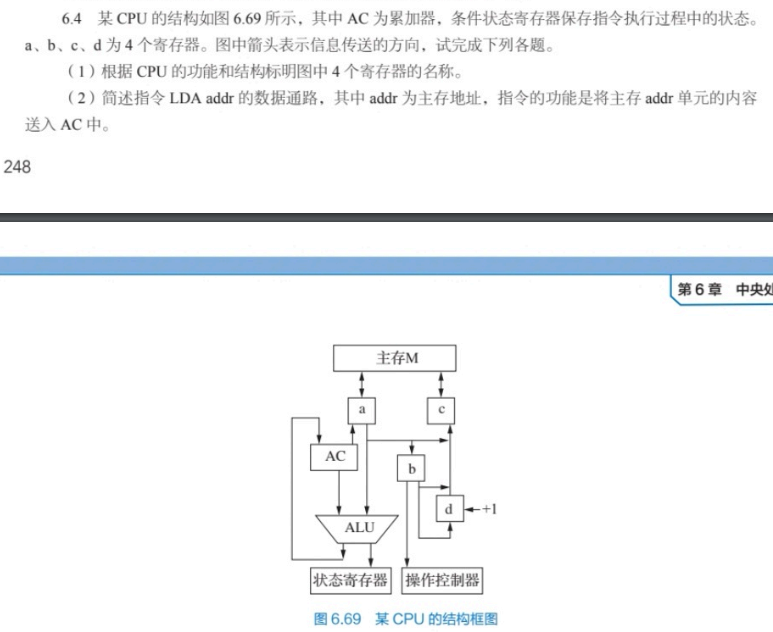 6.4 某 CPU 的结构如图 6.69 所示，其中 AC 为累加器，条件状态寄存器保存指令执行过程中的状态。
a、b、c、d 为 4 个寄存器。图中箭头表示信息传送的方向，试完成下列各题。
（1）根据 CPU 的功能和结构标明图中 4 个寄存器的名称。
（2）简述指令 LDA addr 的数据通路，其中 addr 为主存地址，指令的功能是将主存 addr 单元的内容
送入 AC 中。
248
第 6 章 中央处
主存M
a
c
AC
b
d
+1
ALU
状态寄存器
操作控制器
图 6.69 某 CPU 的结构框图